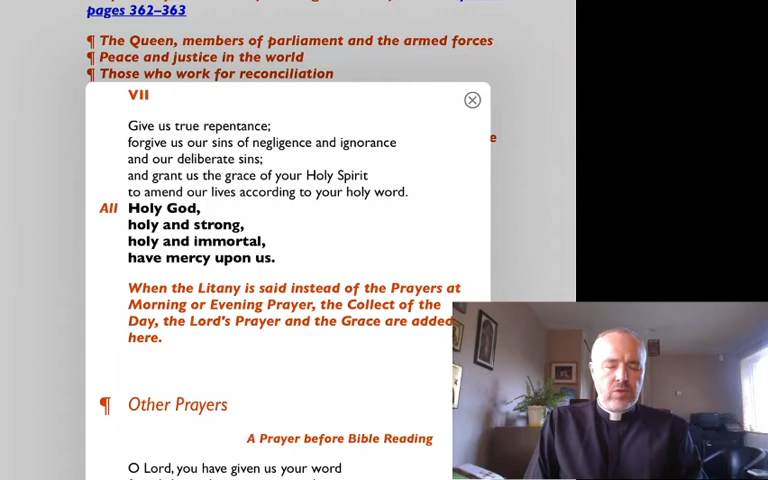 pages 362–363
¶ The Queen, members of parliament and the armed forces
¶ Peace and justice in the world
¶ Those who work for reconciliation
VII
Give us true repentance;
forgive us our sins of negligence and ignorance
and our deliberate sins;
and grant us the grace of your Holy Spirit
to amend our lives according to your holy word.
All Holy God,
holy and strong,
holy and immortal,
have mercy upon us.
When the Litany is said instead of the Prayers at
Morning or Evening Prayer, the Collect of the
Day, the Lord's Prayer and the Grace are added
here.
¶ Other Prayers
A Prayer before Bible Reading
O Lord, you have given us your word